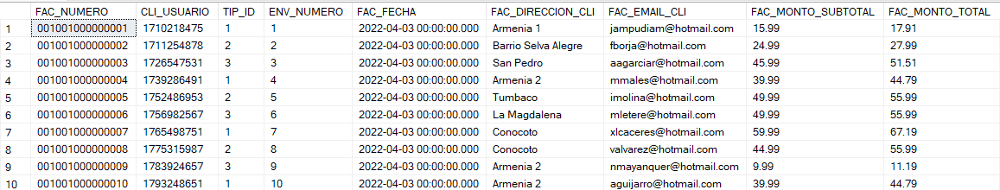 FAC_NUMERO CLI_USUARIO TIP_ID ENV_NUMERO FAC_FECHA FAC_DIRECCION_CLI FAC_EMAIL_CLI FAC_MONTO_SUBTOTAL FAC_MONTO_TOTAL
1 001001000000001 1710218475 1 1 2022-04-03 00:00:00.000 Armenia 1 jampudiam@hotmail.com 15.99 17.91
2 001001000000002 1711254878 2 2 2022-04-03 00:00:00.000 Barrio Selva Alegre fborja@hotmail.com 24.99 27.99
3 001001000000003 1726547531 3 3 2022-04-03 00:00:00.000 San Pedro aagarciar@hotmail.com 45.99 51.51
4 001001000000004 1739286491 1 4 2022-04-03 00:00:00.000 Armenia 2 mmales@hotmail.com 39.99 44.79
5 001001000000005 1752486953 2 5 2022-04-03 00:00:00.000 Tumbaco imolina@hotmail.com 49.99 55.99
6 001001000000006 1756982567 3 6 2022-04-03 00:00:00.000 La Magdalena mletere@hotmail.com 49.99 55.99
7 001001000000007 1765498751 1 7 2022-04-03 00:00:00.000 Conocoto xlcaceres@hotmail.com 59.99 67.19
8 001001000000008 1775315987 2 8 2022-04-03 00:00:00.000 Conocoto valvarez@hotmail.com 44.99 55.99
9 001001000000009 1783924657 3 9 2022-04-03 00:00:00.000 Armenia 2 nmayanquer@hotmail.com 9.99 11.19
10 001001000000010 1793248651 1 10 2022-04-03 00:00:00.000 Armenia 2 aguijarro@hotmail.com 39.99 44.79